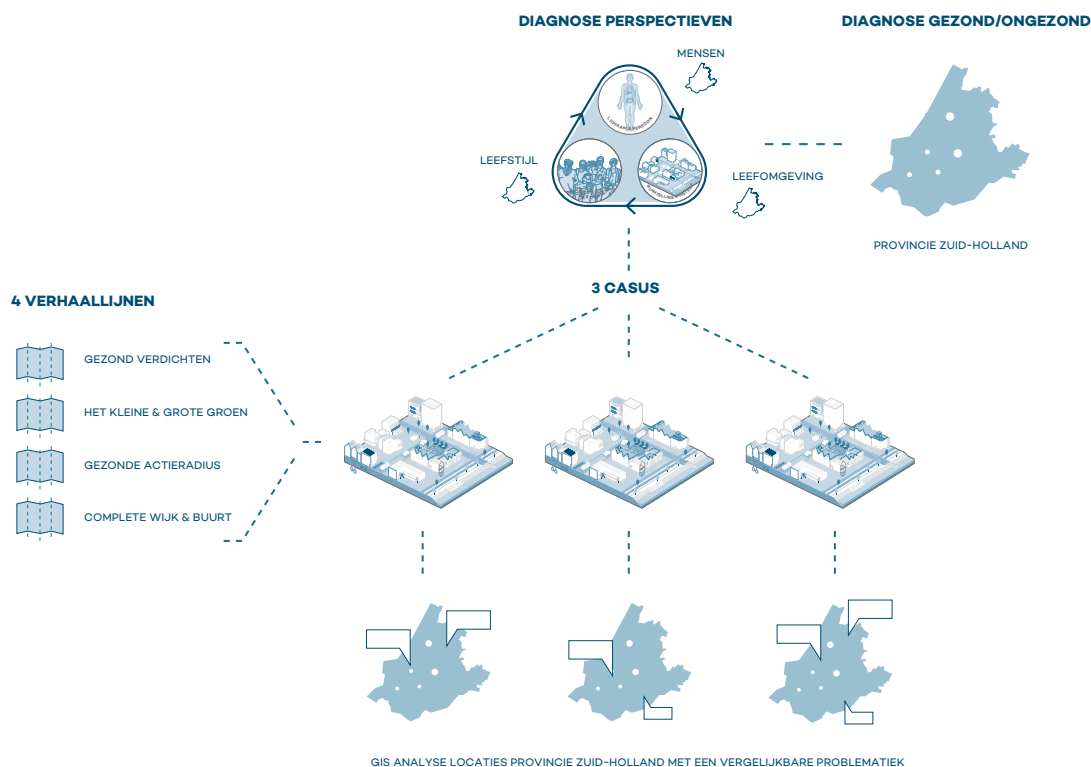 DIAGNOSE PERSPECTIEVEN
DIAGNOSE GEZOND/ONGEZOND
MENSEN
LEEFSTIJL
LEEFOMGEVING
PROVINCIE ZUID-HOLLAND
3 CASUS
4 VERHAALLIJNEN
GEZOND VERDICHTEN
HET KLEINE & GROTE GROEN
GEZONDE ACTIERADIUS
COMPLETE WIJK & BUURT
GIS ANALYSE LOCATIES PROVINCIE ZUID-HOLLAND MET EEN VERGELIJKBARE PROBLEMATIEK